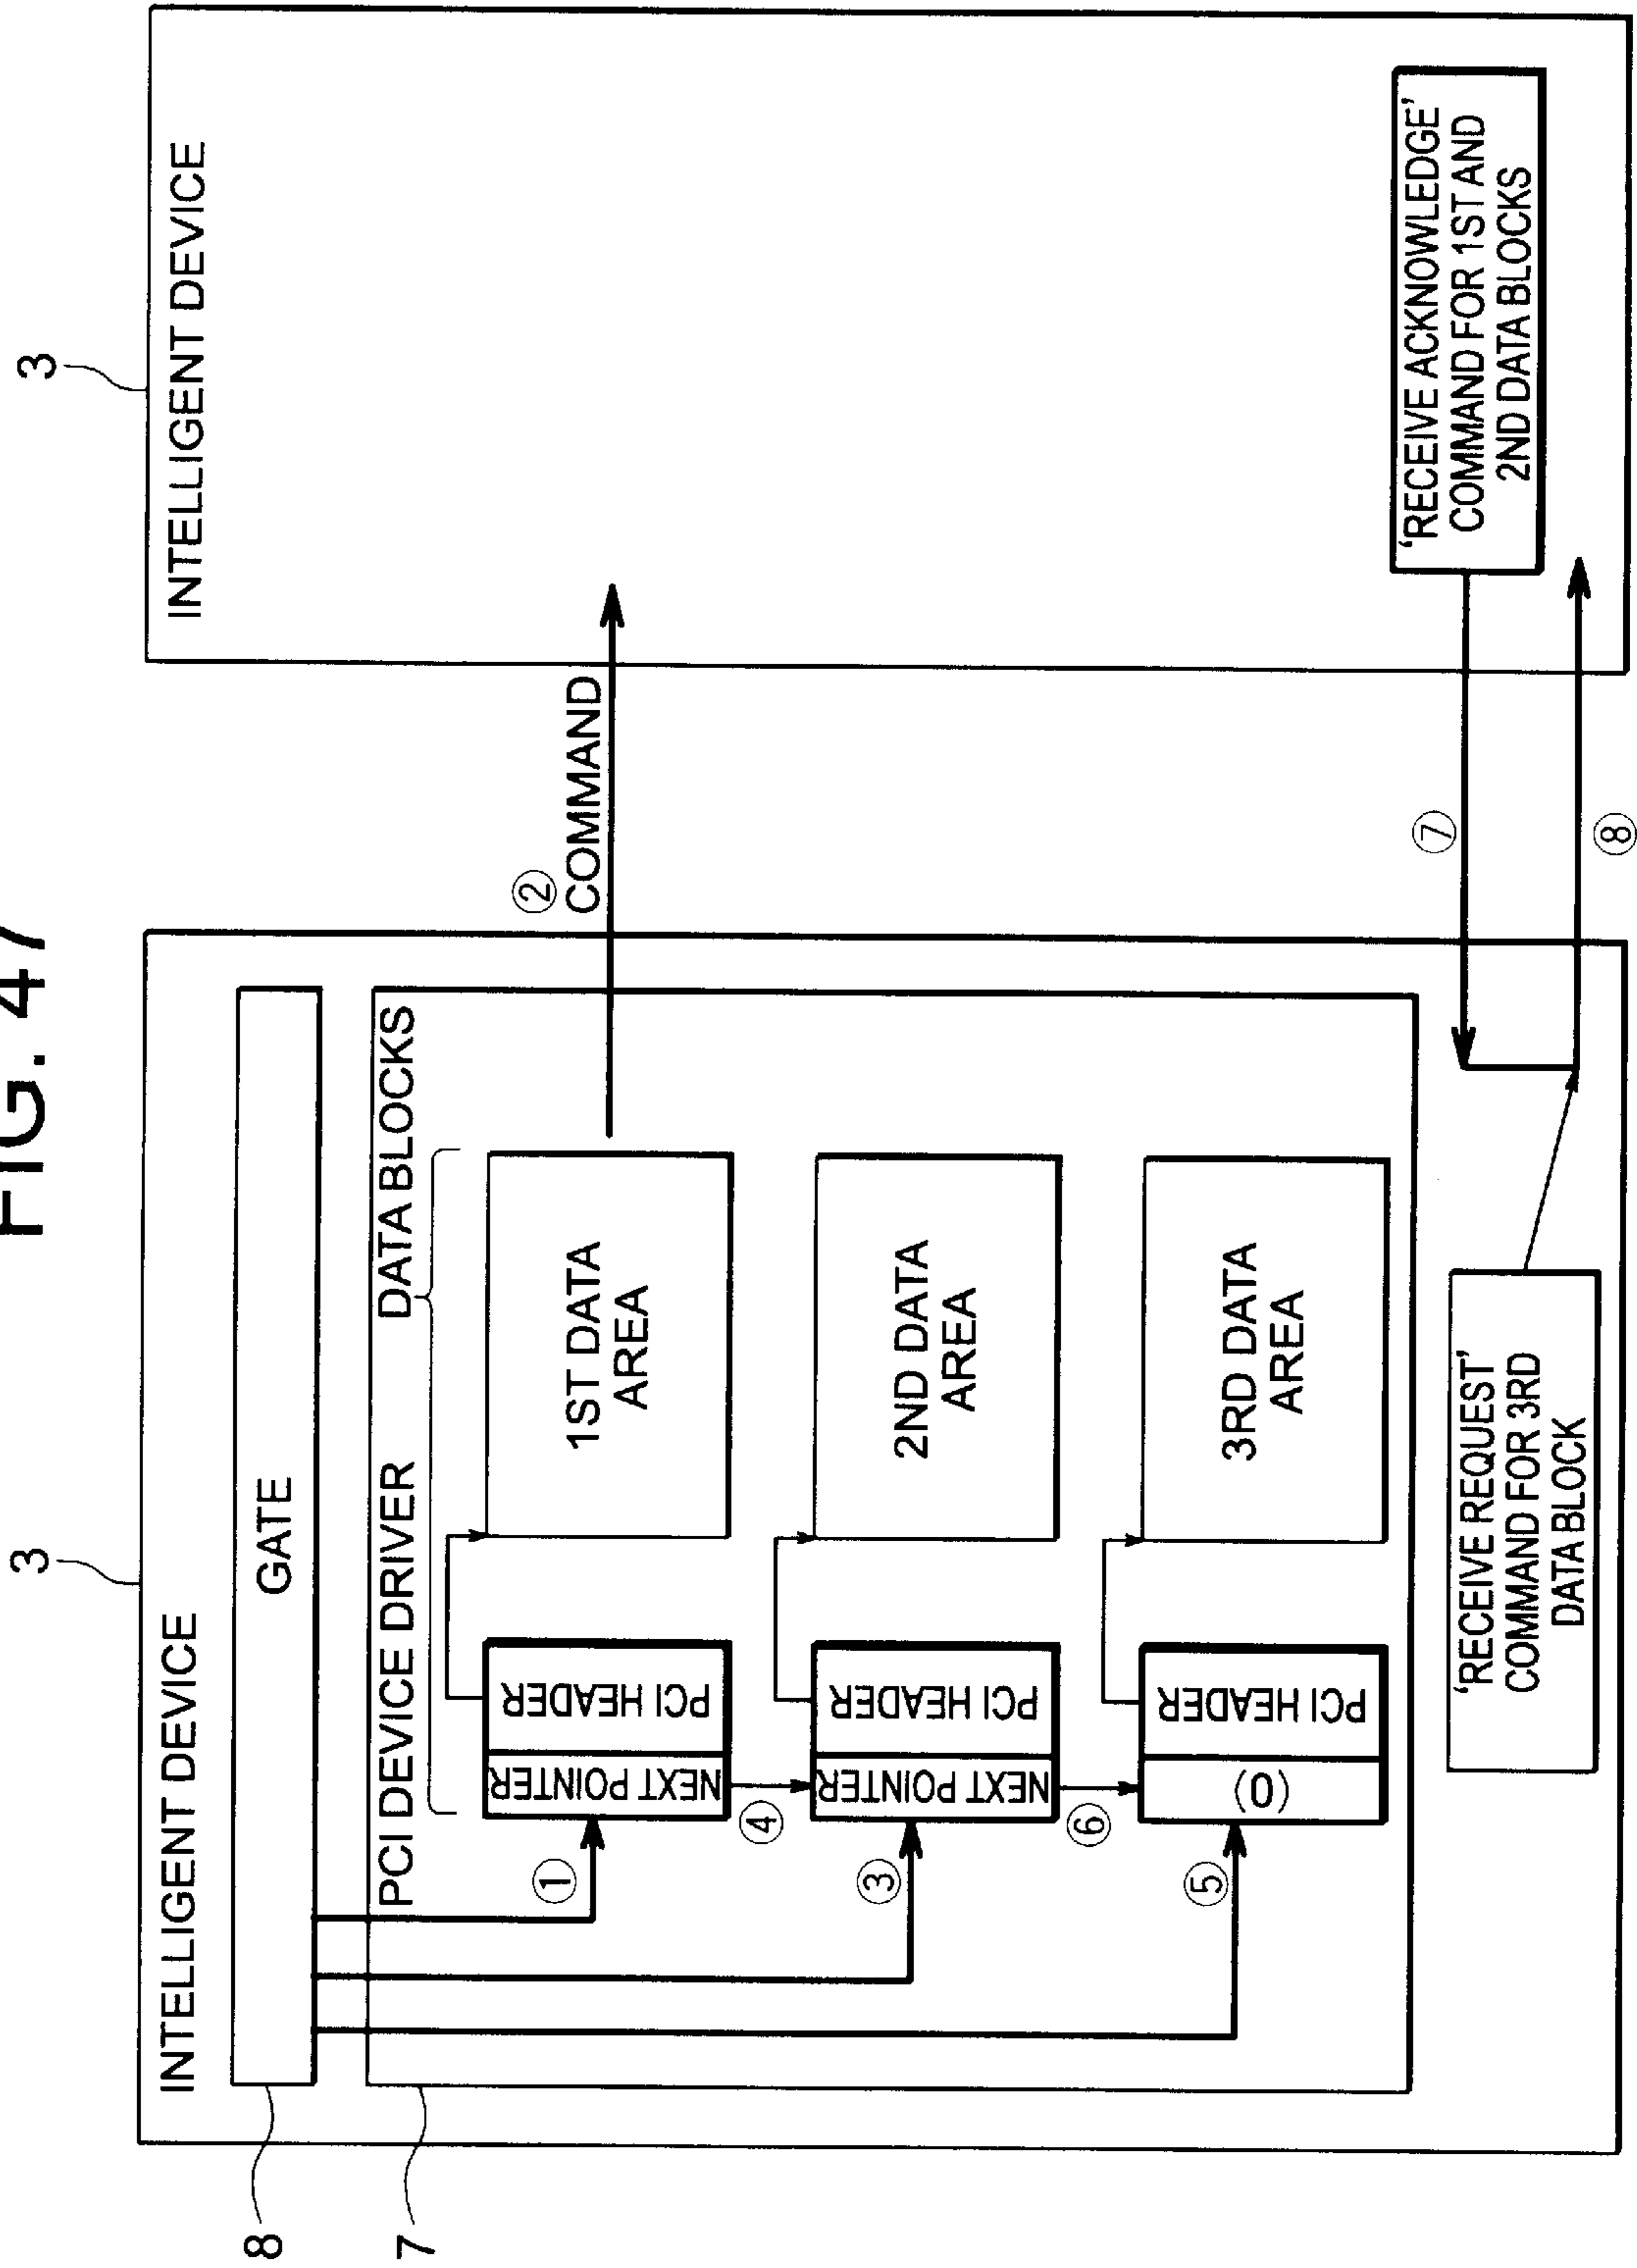 FIG. 47
3
3
INTELLIGENT DEVICE
8
GATE
7
PCI DEVICE DRIVER
DATA BLOCKS
①
NEXT POINTER
PCI HEADER
1ST DATA
AREA
②
COMMAND
③
④
NEXT POINTER
PCI HEADER
2ND DATA
AREA
⑤
⑥
(0)
PCI HEADER
3RD DATA
AREA
'RECEIVE REQUEST'
COMMAND FOR 3RD
DATA BLOCK
⑦
⑧
INTELLIGENT DEVICE
'RECEIVE ACKNOWLEDGE'
COMMAND FOR 1ST AND
2ND DATA BLOCKS